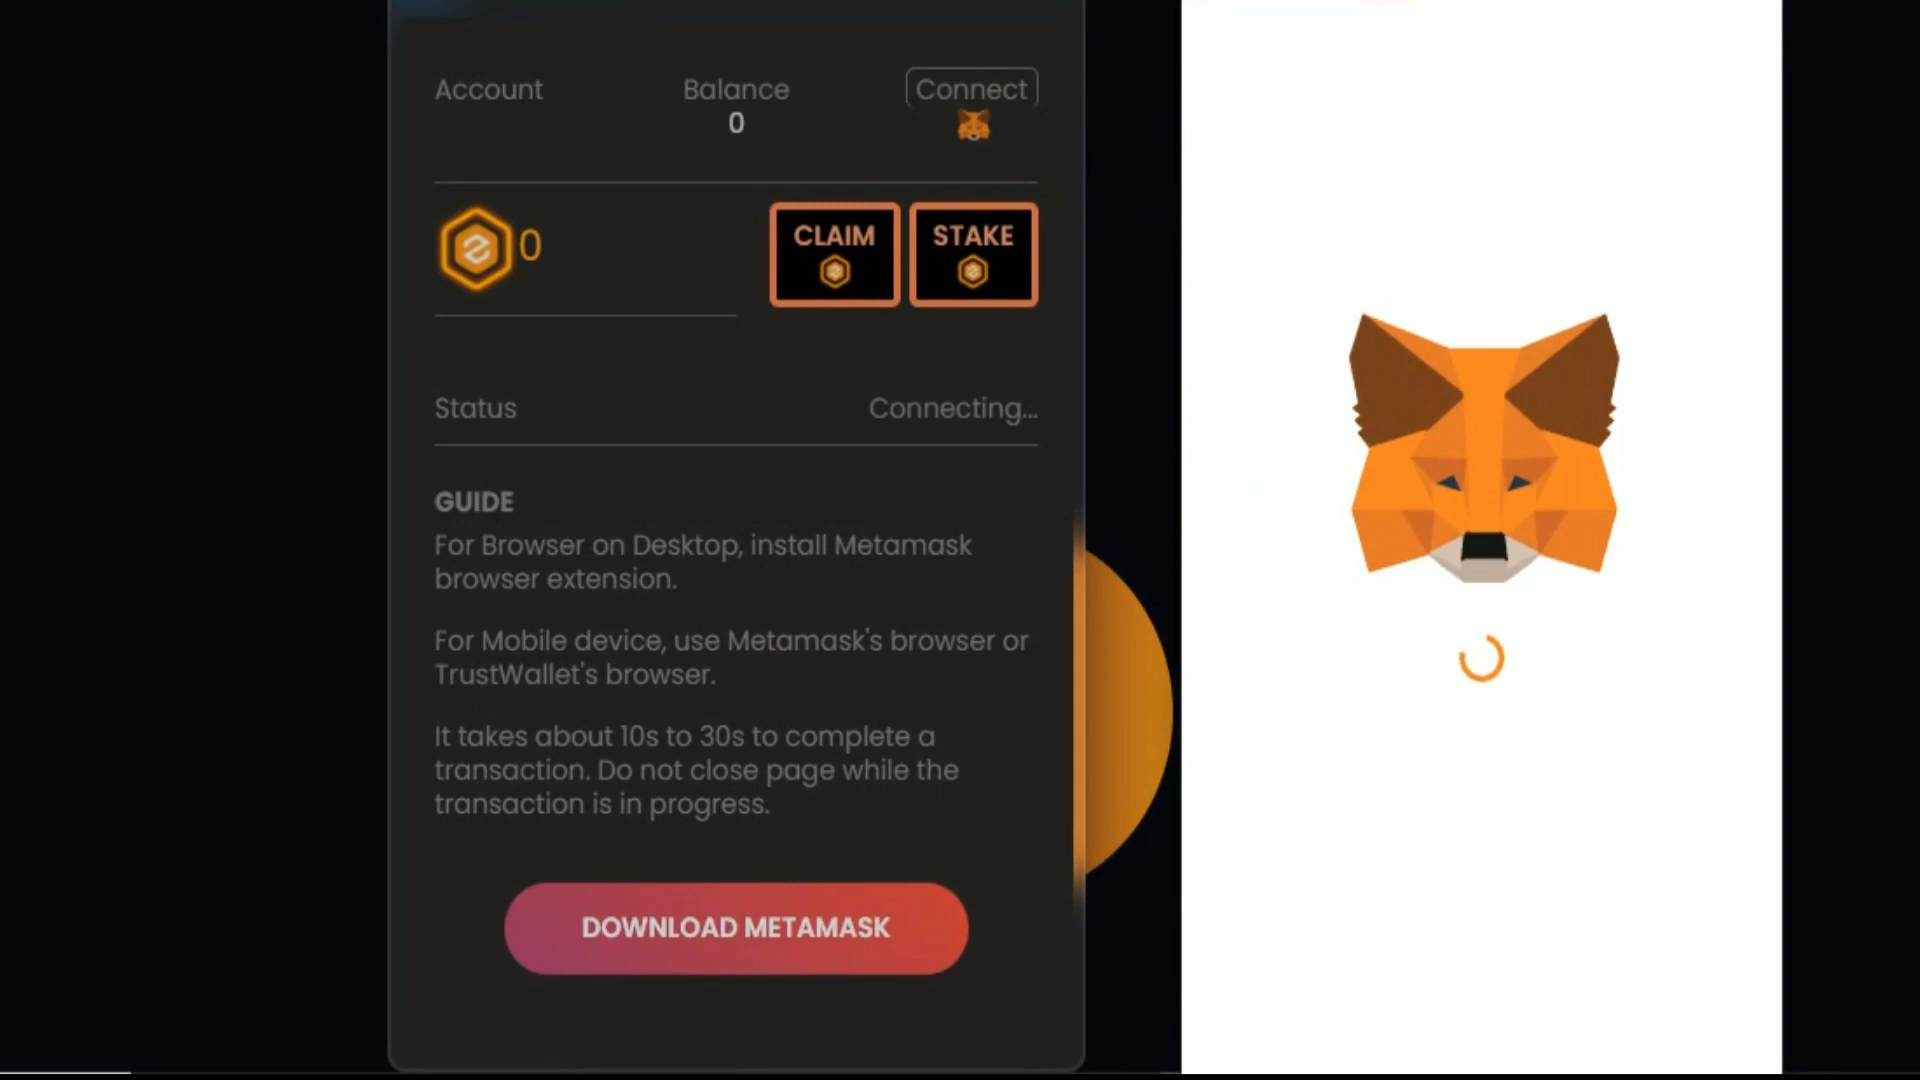 Account Balance Connect
0
0 CLAIM STAKE
Status Connecting...
GUIDE
For Browser on Desktop, install Metamask
browser extension.
For Mobile device, use Metamask's browser or
TrustWallet's browser.
It takes about 10s to 30s to complete a
transaction. Do not close page while the
transaction is in progress.
DOWNLOAD METAMASK